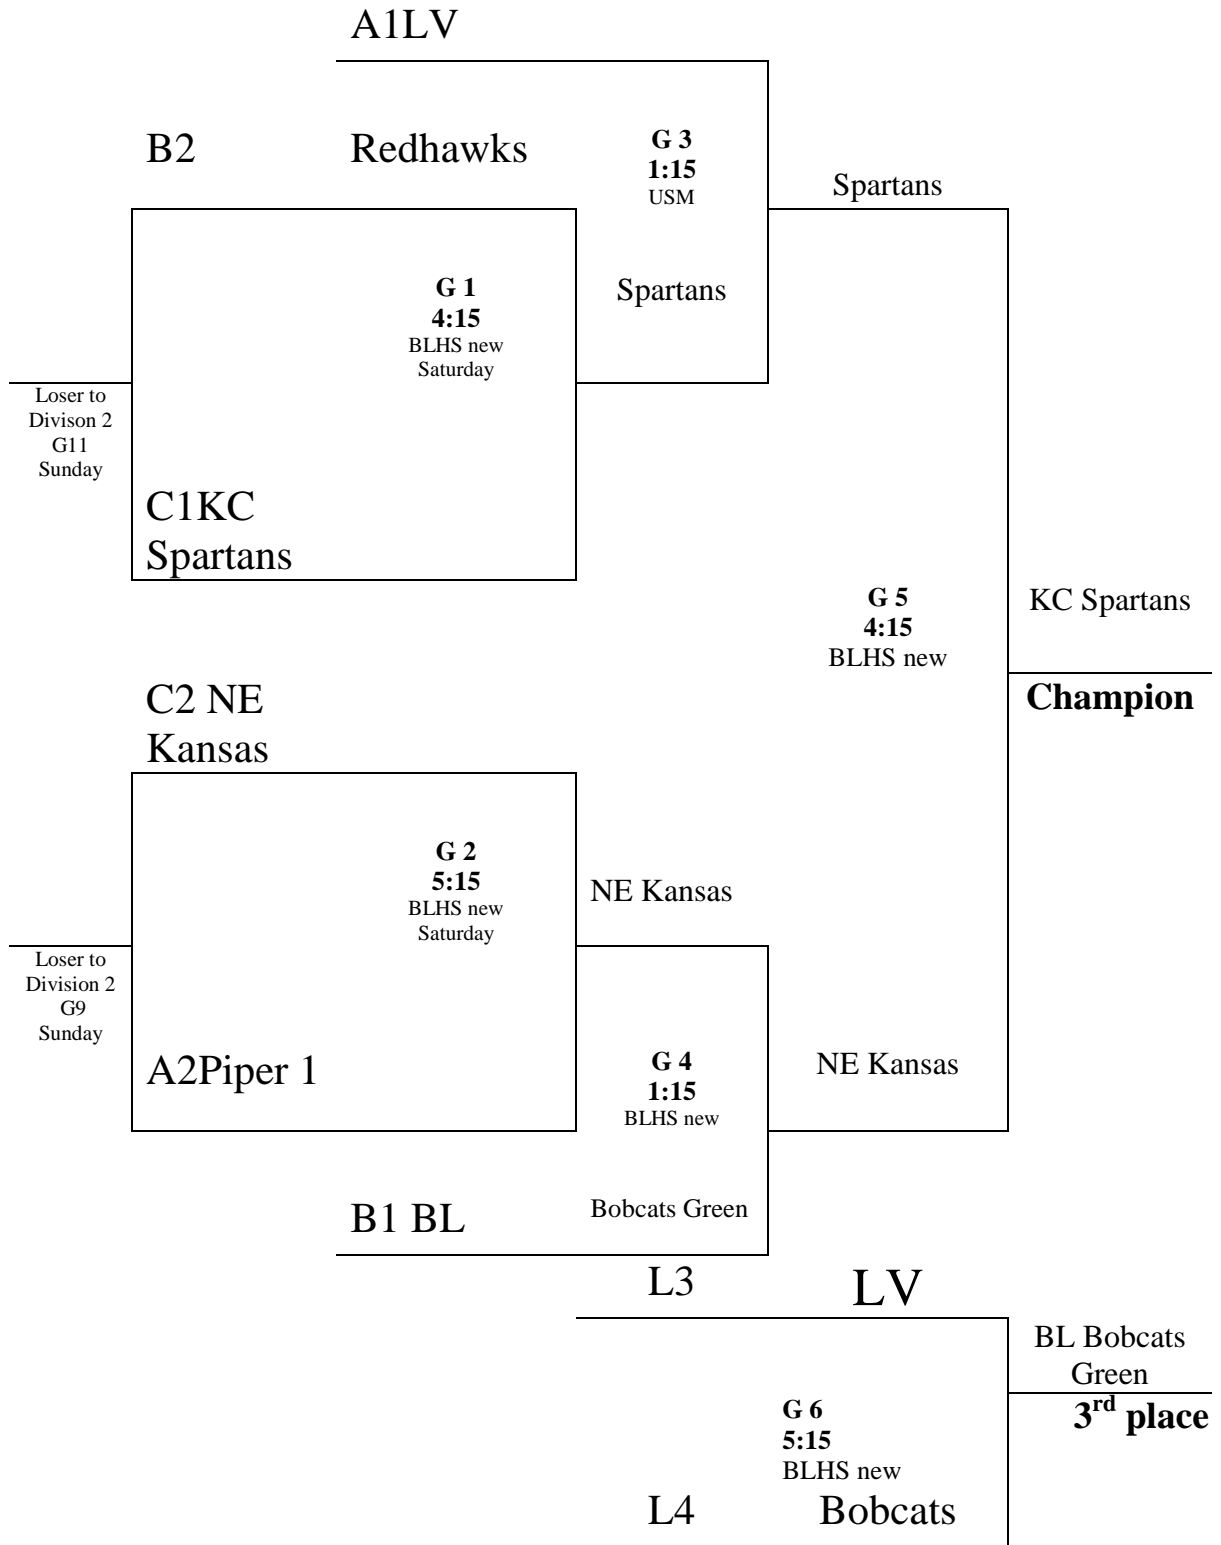 A1LV
B2 Redhawks
G 3
1:15
USM
Spartans
G 1
4:15
BLHS new
Saturday
Spartans
Loser to
Divison 2
G11
Sunday
C1KC
Spartans
G 5
4:15
BLHS new
KC Spartans
Champion
C2 NE
Kansas
G 2
5:15
BLHS new
Saturday
NE Kansas
Loser to
Division 2
G9
Sunday
A2Piper 1
G 4
1:15
BLHS new
NE Kansas
B1 BL
Bobcats Green
L3 LV
BL Bobcats
Green
3rd place
G 6
5:15
BLHS new
L4 Bobcats